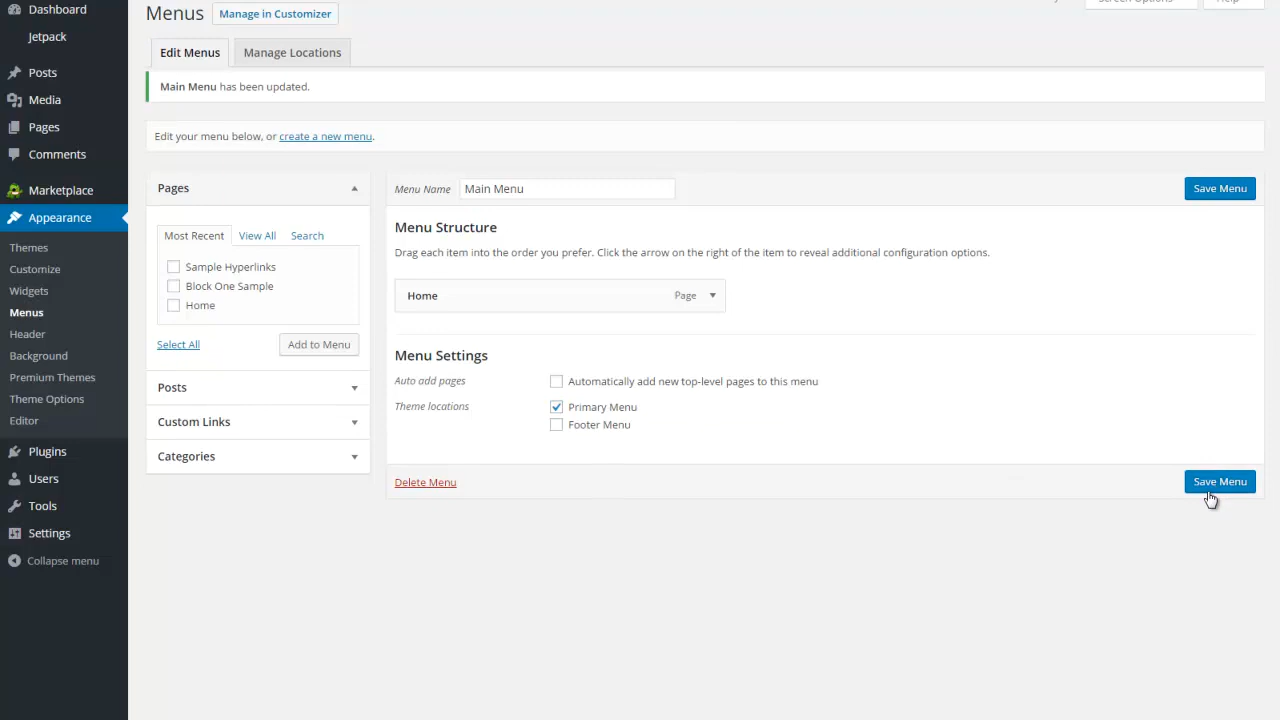 Dashboard
Jetpack
Posts
Media
Pages
Comments
Marketplace
Appearance
Themes
Customize
Widgets
Menus
Header
Background
Premium Themes
Theme Options
Editor
Plugins
Users
Tools
Settings
Collapse menu
Menus Manage in Customizer
Screen Options Help
Edit Menus Manage Locations
Main Menu has been updated.
Edit your menu below, or create a new menu.
Pages
Most Recent View All Search
Sample Hyperlinks
Block One Sample
Home
Select All Add to Menu
Posts
Custom Links
Categories
Menu Name Main Menu Save Menu
Menu Structure
Drag each item into the order you prefer. Click the arrow on the right of the item to reveal additional configuration options.
Home Page
Menu Settings
Auto add pages Automatically add new top-level pages to this menu
Theme locations Primary Menu
Footer Menu
Delete Menu Save Menu